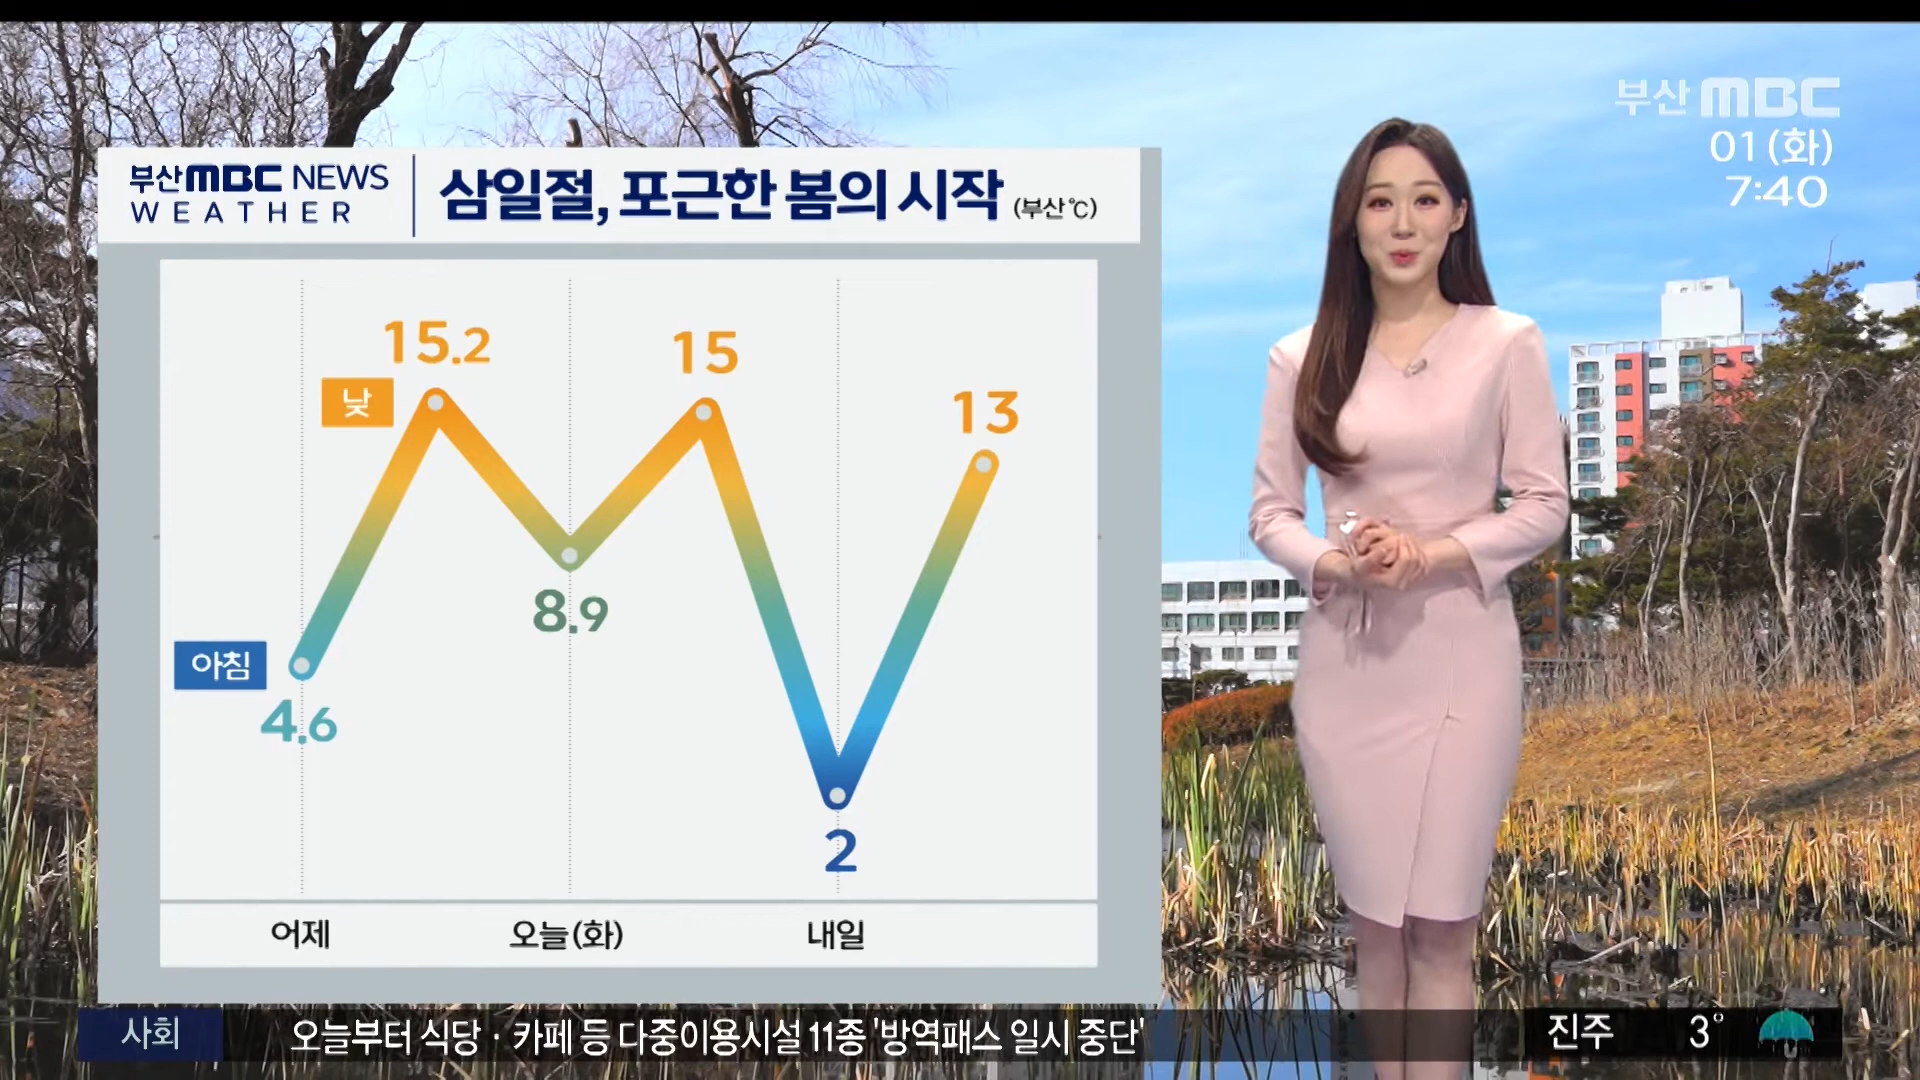 부산 MBC
01 (화)
7:40
부산MBC NEWS
WEATHER
삼일절, 포근한 봄의 시작 (부산℃)
15.2
15
13
낮
8.9
아침
4.6
2
어제
오늘(화)
내일
사회
오늘부터 식당·카페 등 다중이용시설 11종 '방역패스 일시 중단'
진주 3°